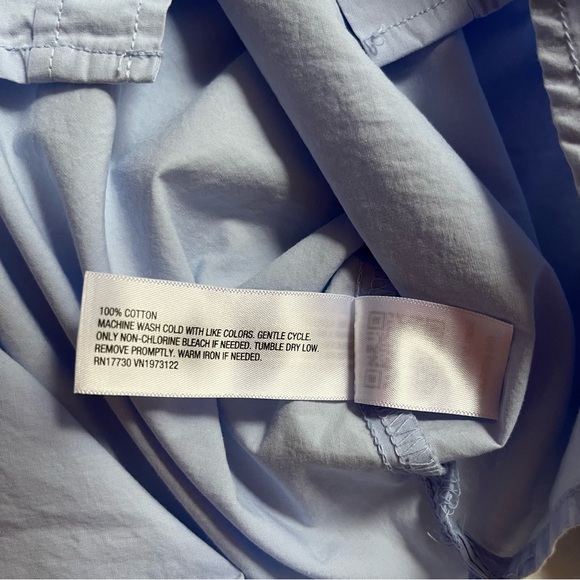 100% COTTON
MACHINE WASH COLD WITH LIKE COLORS. GENTLE CYCLE.
ONLY NON-CHLORINE BLEACH IF NEEDED. TUMBLE DRY LOW.
REMOVE PROMPTLY. WARM IRON IF NEEDED.
RN17730 VN1973122